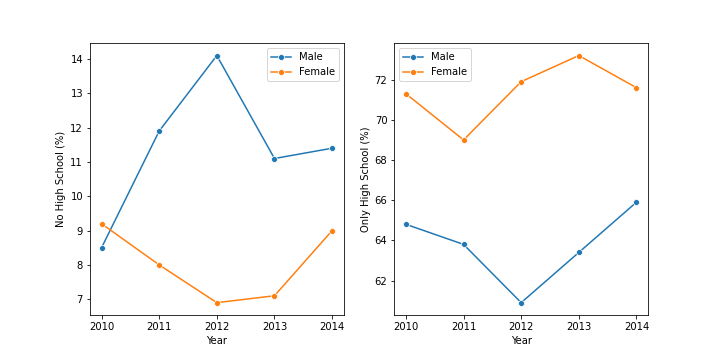 No High School (%)
14
13
12
11
10
9
8
7
Male
Female
2010 2011 2012 2013 2014
Year
Only High School (%)
72
70
68
66
64
62
Male
Female
2010 2011 2012 2013 2014
Year